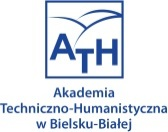 ATH
Akademia
Techniczno-Humanistyczna
w Bielsku-Białej